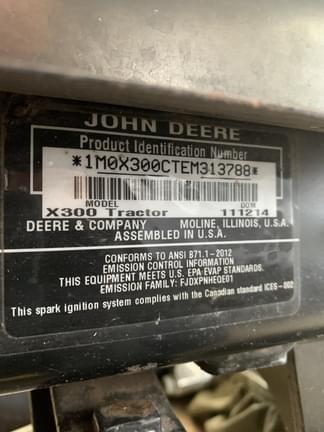 JOHN DEERE
Product Identification Number
*1M0X300CTEM313788*
MODEL DOM
X300 Tractor 111214
DEERE & COMPANY MOLINE, ILLINOIS, U.S.A.
ASSEMBLED IN U.S.A.
CONFORMS TO ANSI B71.1-2012
EMISSION CONTROL INFORMATION
THIS EQUIPMENT MEETS U.S. EPA EVAP STANDARDS.
EMISSION FAMILY: FJDXPNHEQE01
This spark ignition system complies with the Canadian standard ICES-002